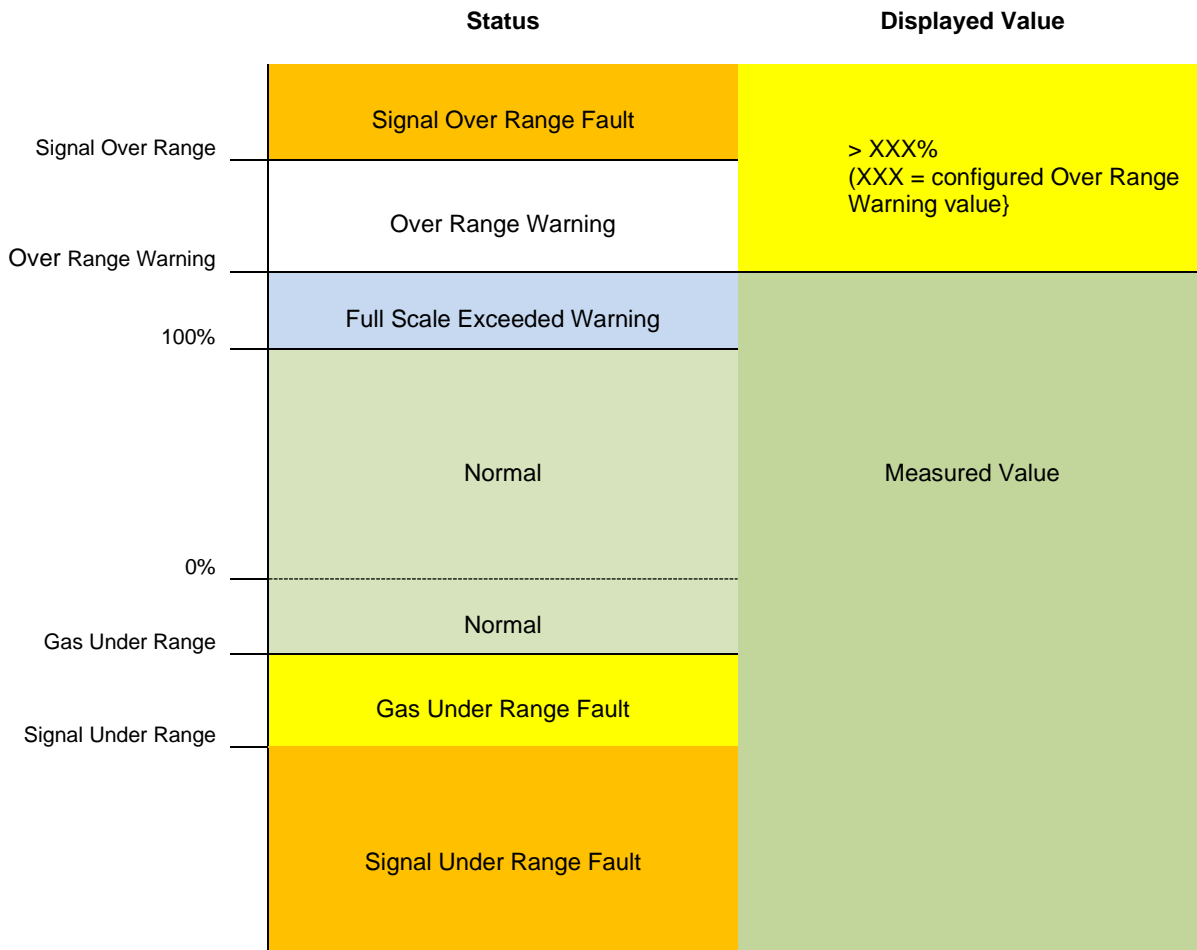 Status
Displayed Value
Signal Over Range Fault
Signal Over Range
> XXX%
(XXX = configured Over Range
Warning value}
Over Range Warning
Over Range Warning
Full Scale Exceeded Warning
100%
Normal
Measured Value
0%
Normal
Gas Under Range
Gas Under Range Fault
Signal Under Range
Signal Under Range Fault